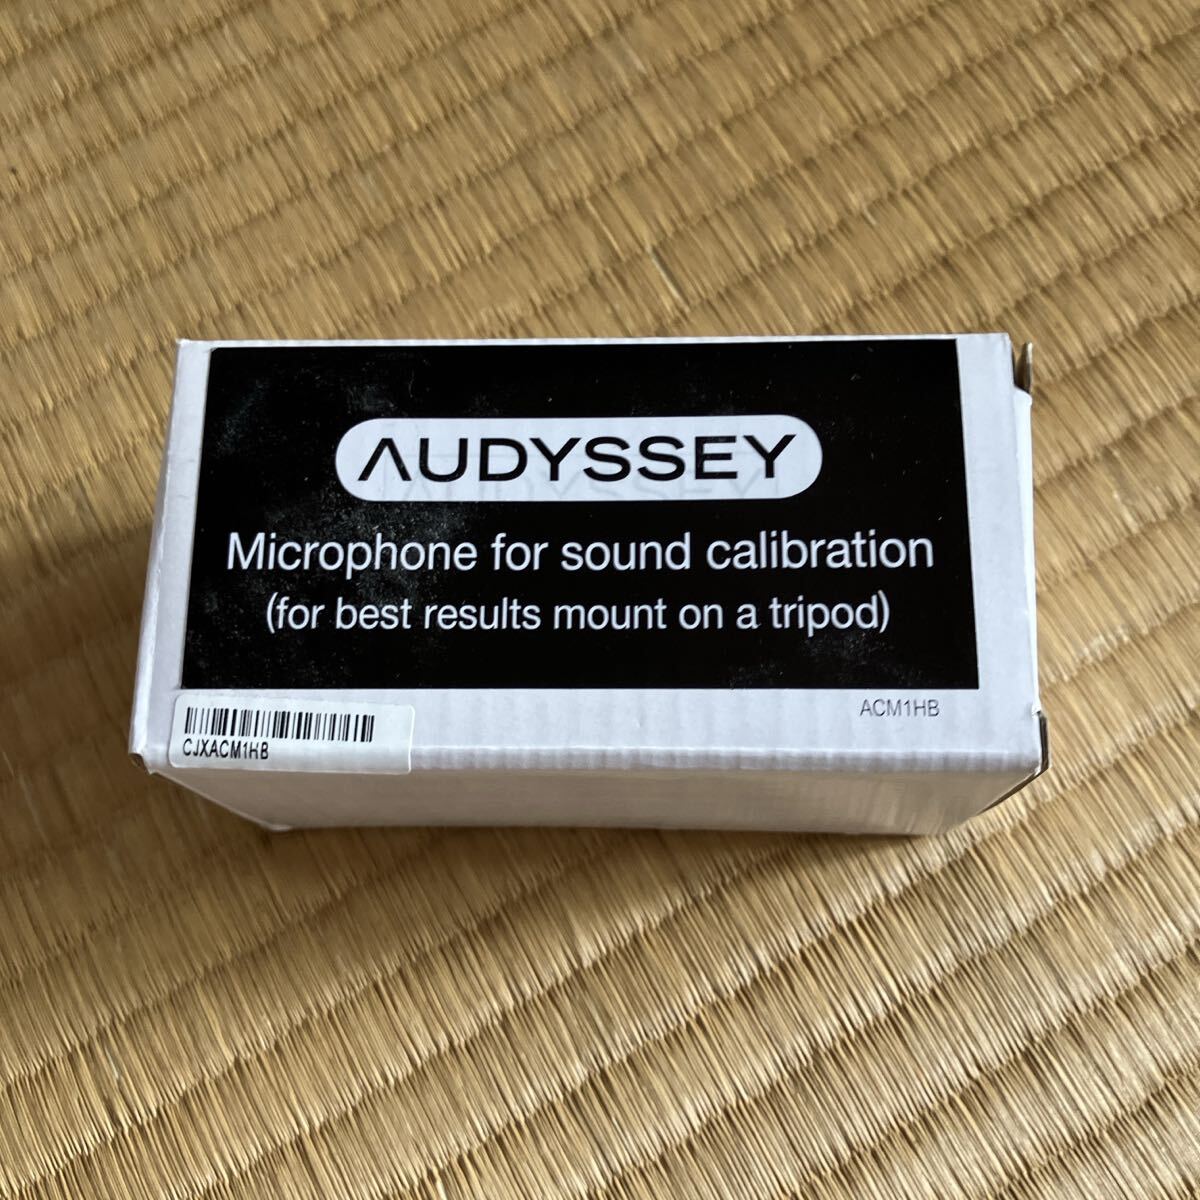 AUDYSSEY
Microphone for sound calibration
(for best results mount on a tripod)
ACM1HB
CJXACM1HB